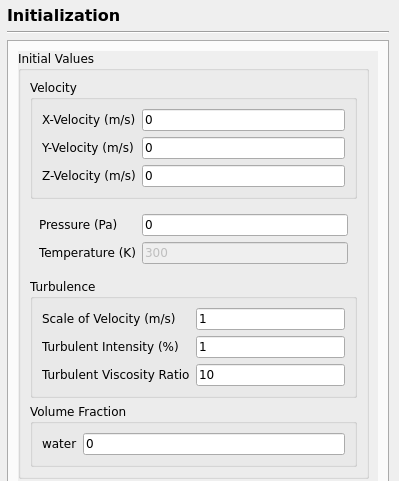 Initialization
Initial Values
Velocity
X-Velocity (m/s) 0
Y-Velocity (m/s) 0
Z-Velocity (m/s) 0
Pressure (Pa) 0
Temperature (K) 300
Turbulence
Scale of Velocity (m/s) 1
Turbulent Intensity (%) 1
Turbulent Viscosity Ratio 10
Volume Fraction
water 0